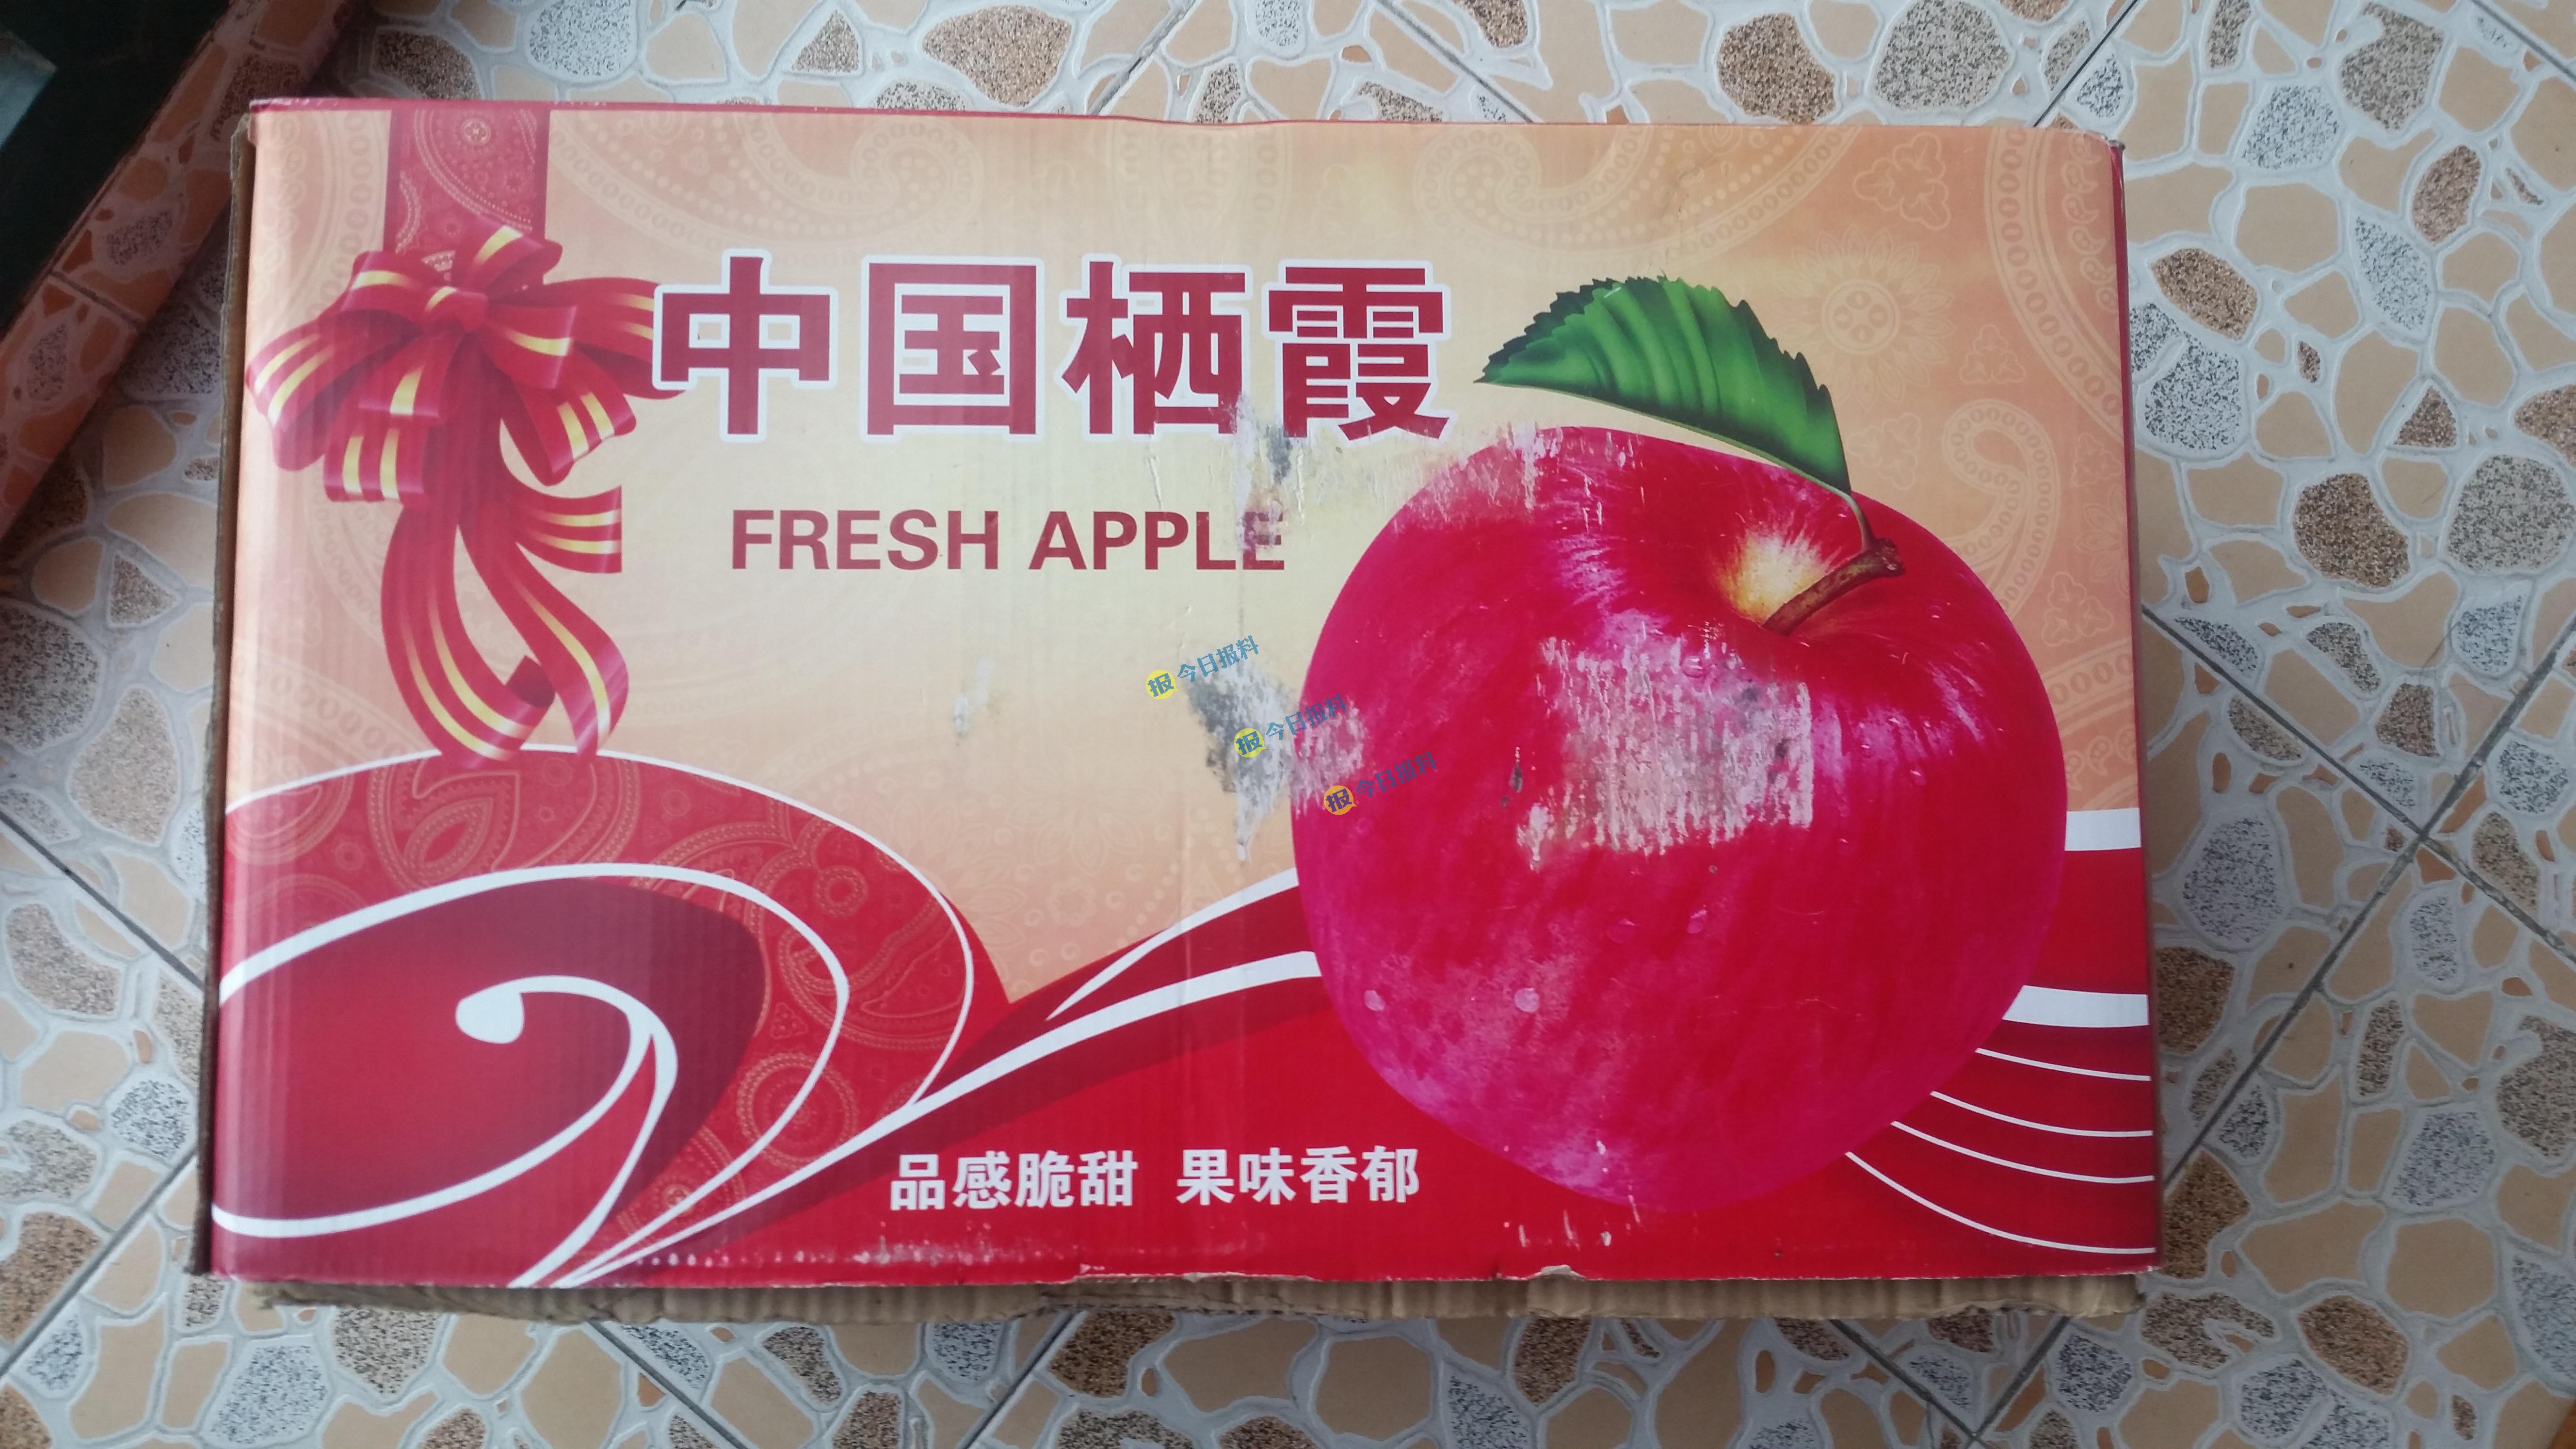 中国栖霞
FRESH APPLE
报 今日报料
报 今日报料
报 今日报料
品感脆甜 果味香郁